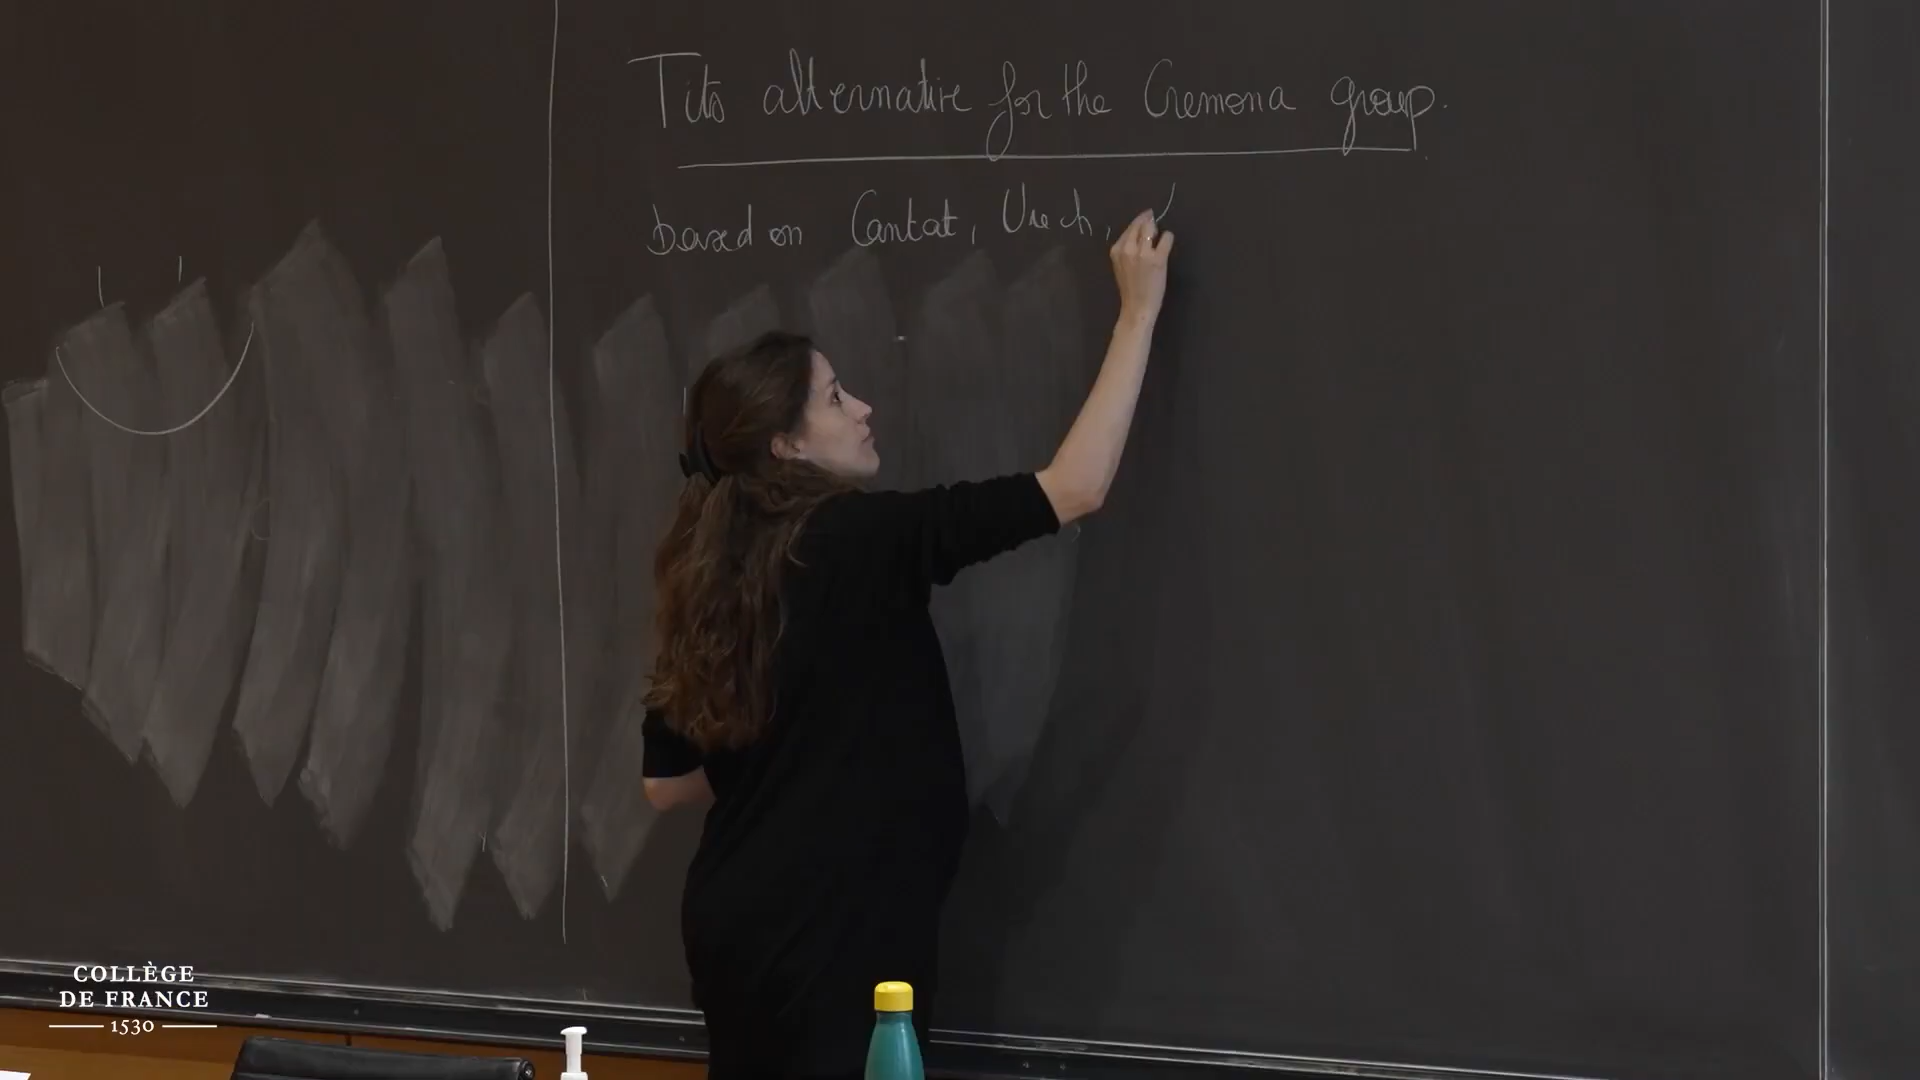 Tits alternative for the Cremona group.
based on Cantat, Urech,
COLLÈGE
DE FRANCE
1530